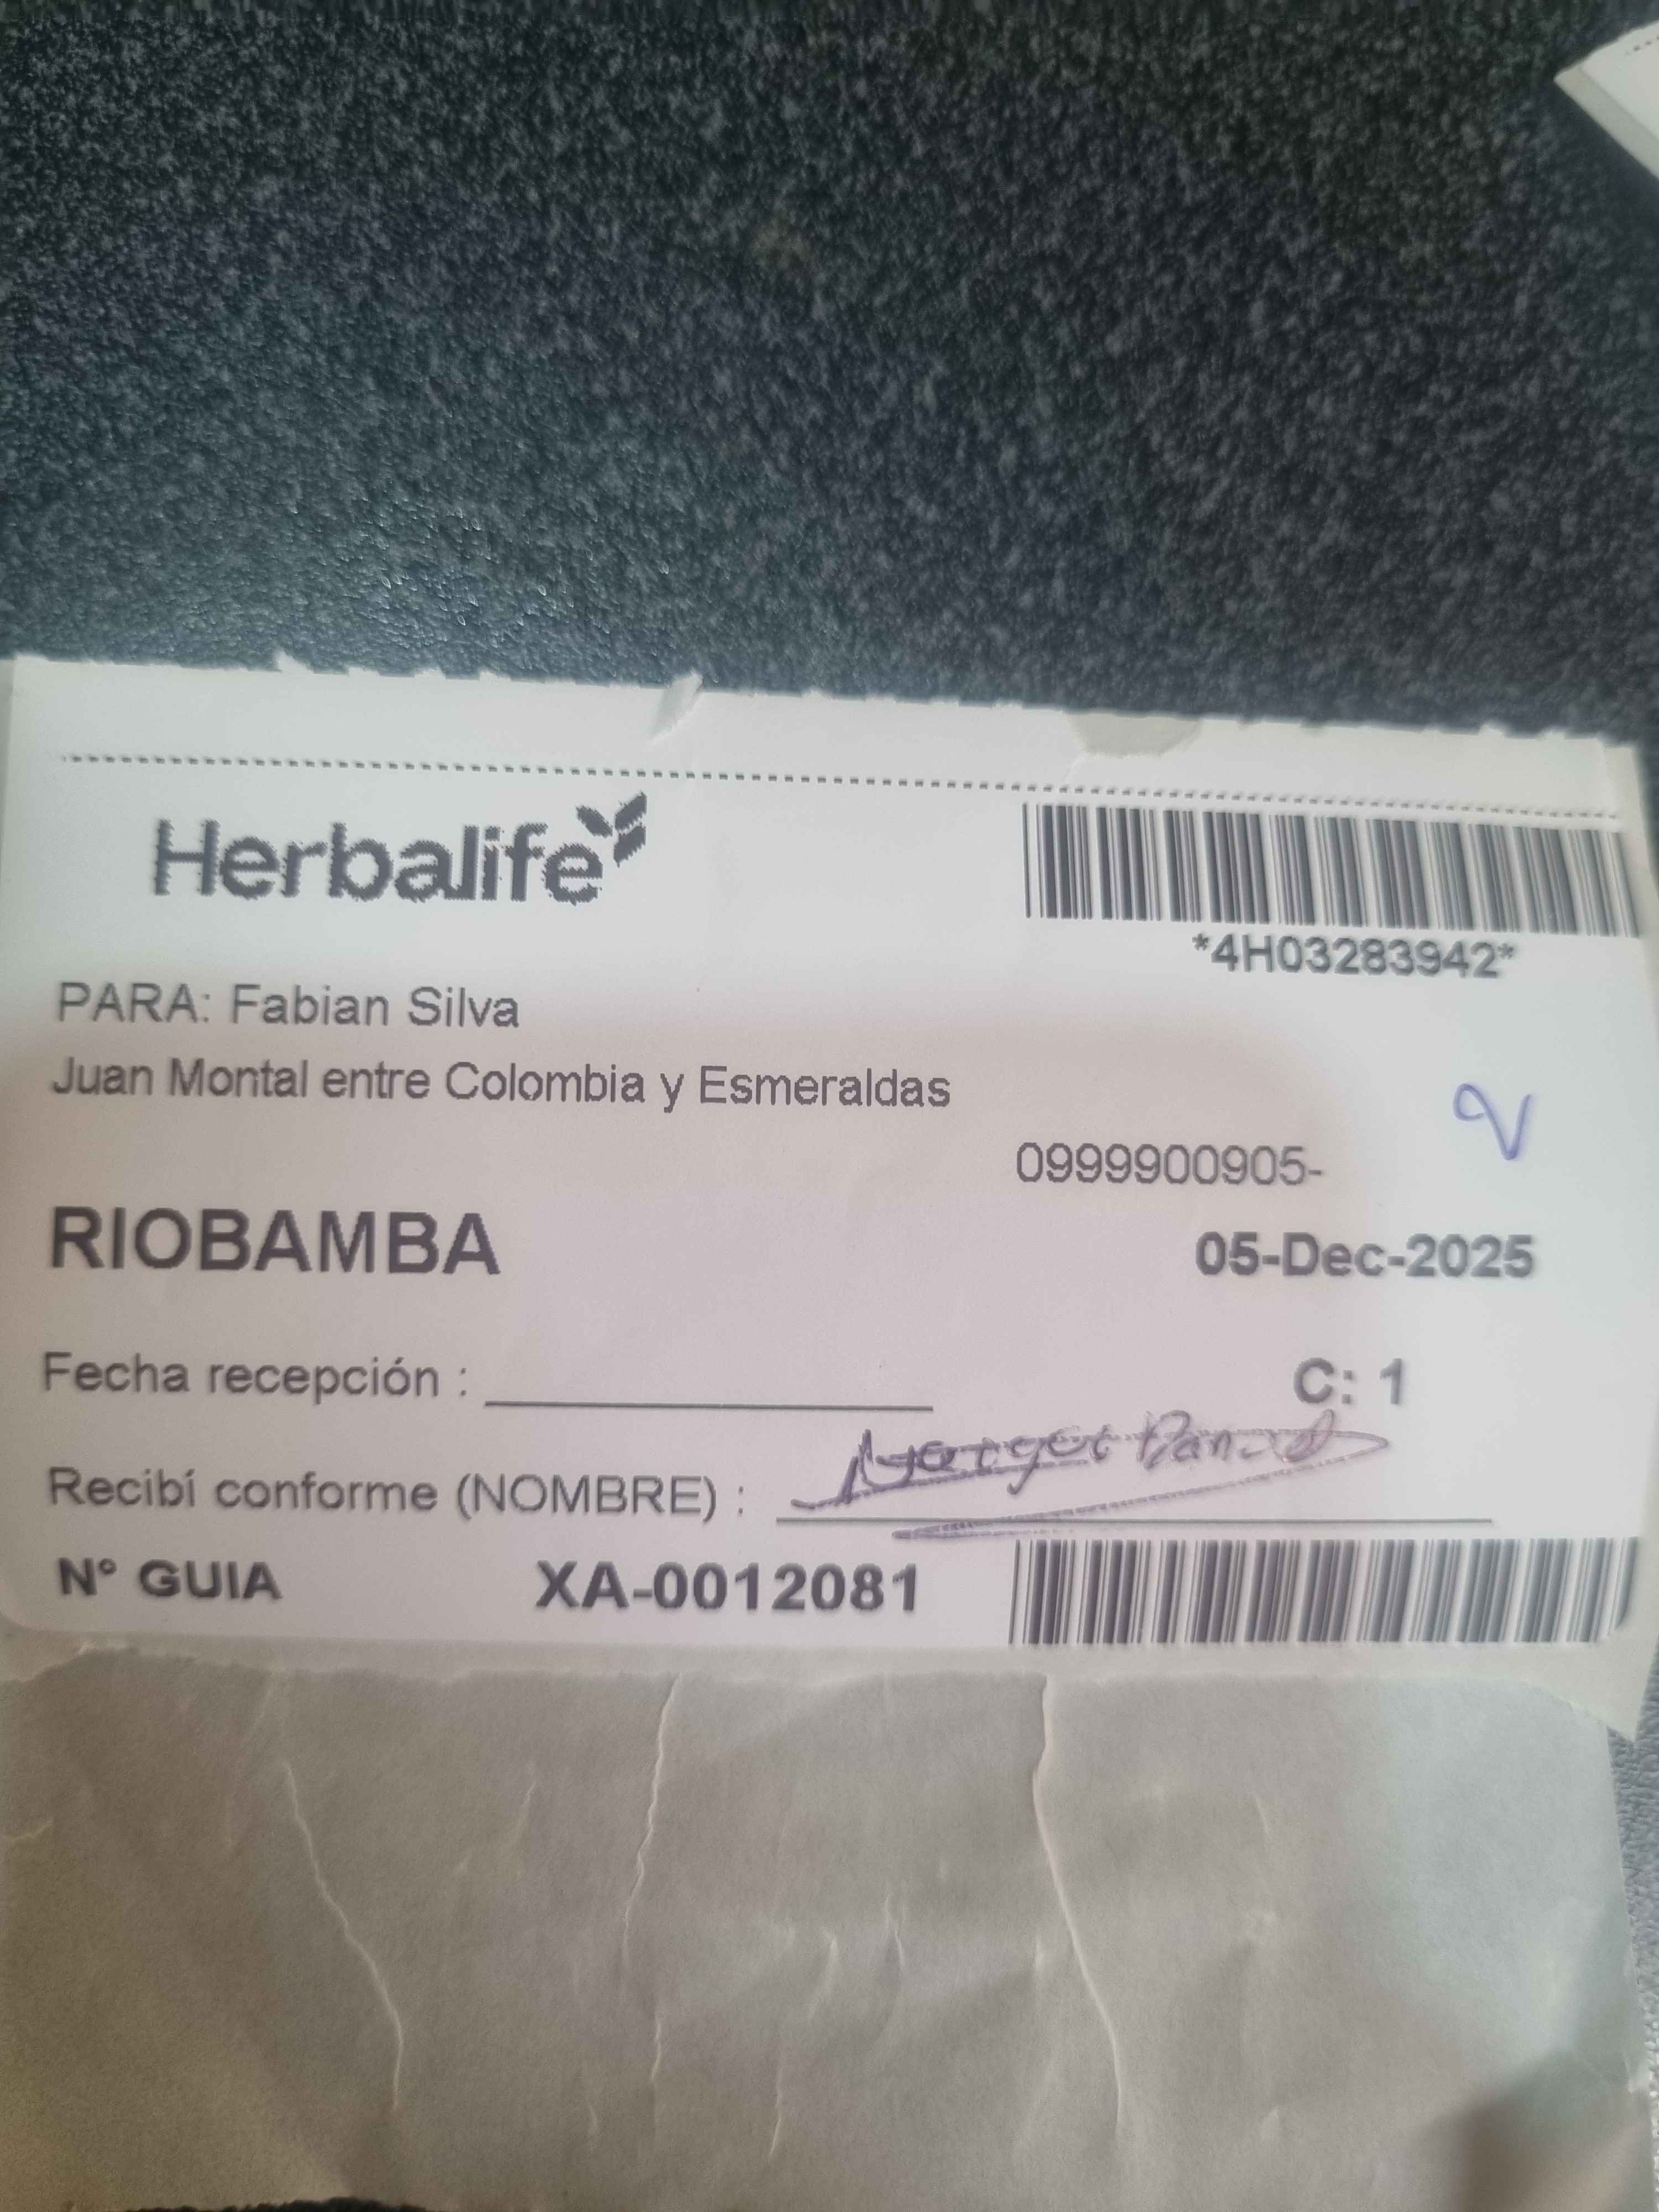 Herbalife
*4H03283942*
PARA: Fabian Silva
Juan Montal entre Colombia y Esmeraldas
0999900905-
RIOBAMBA
05-Dec-2025
Fecha recepción :
C: 1
Recibí conforme (NOMBRE) :
N° GUIA XA-0012081